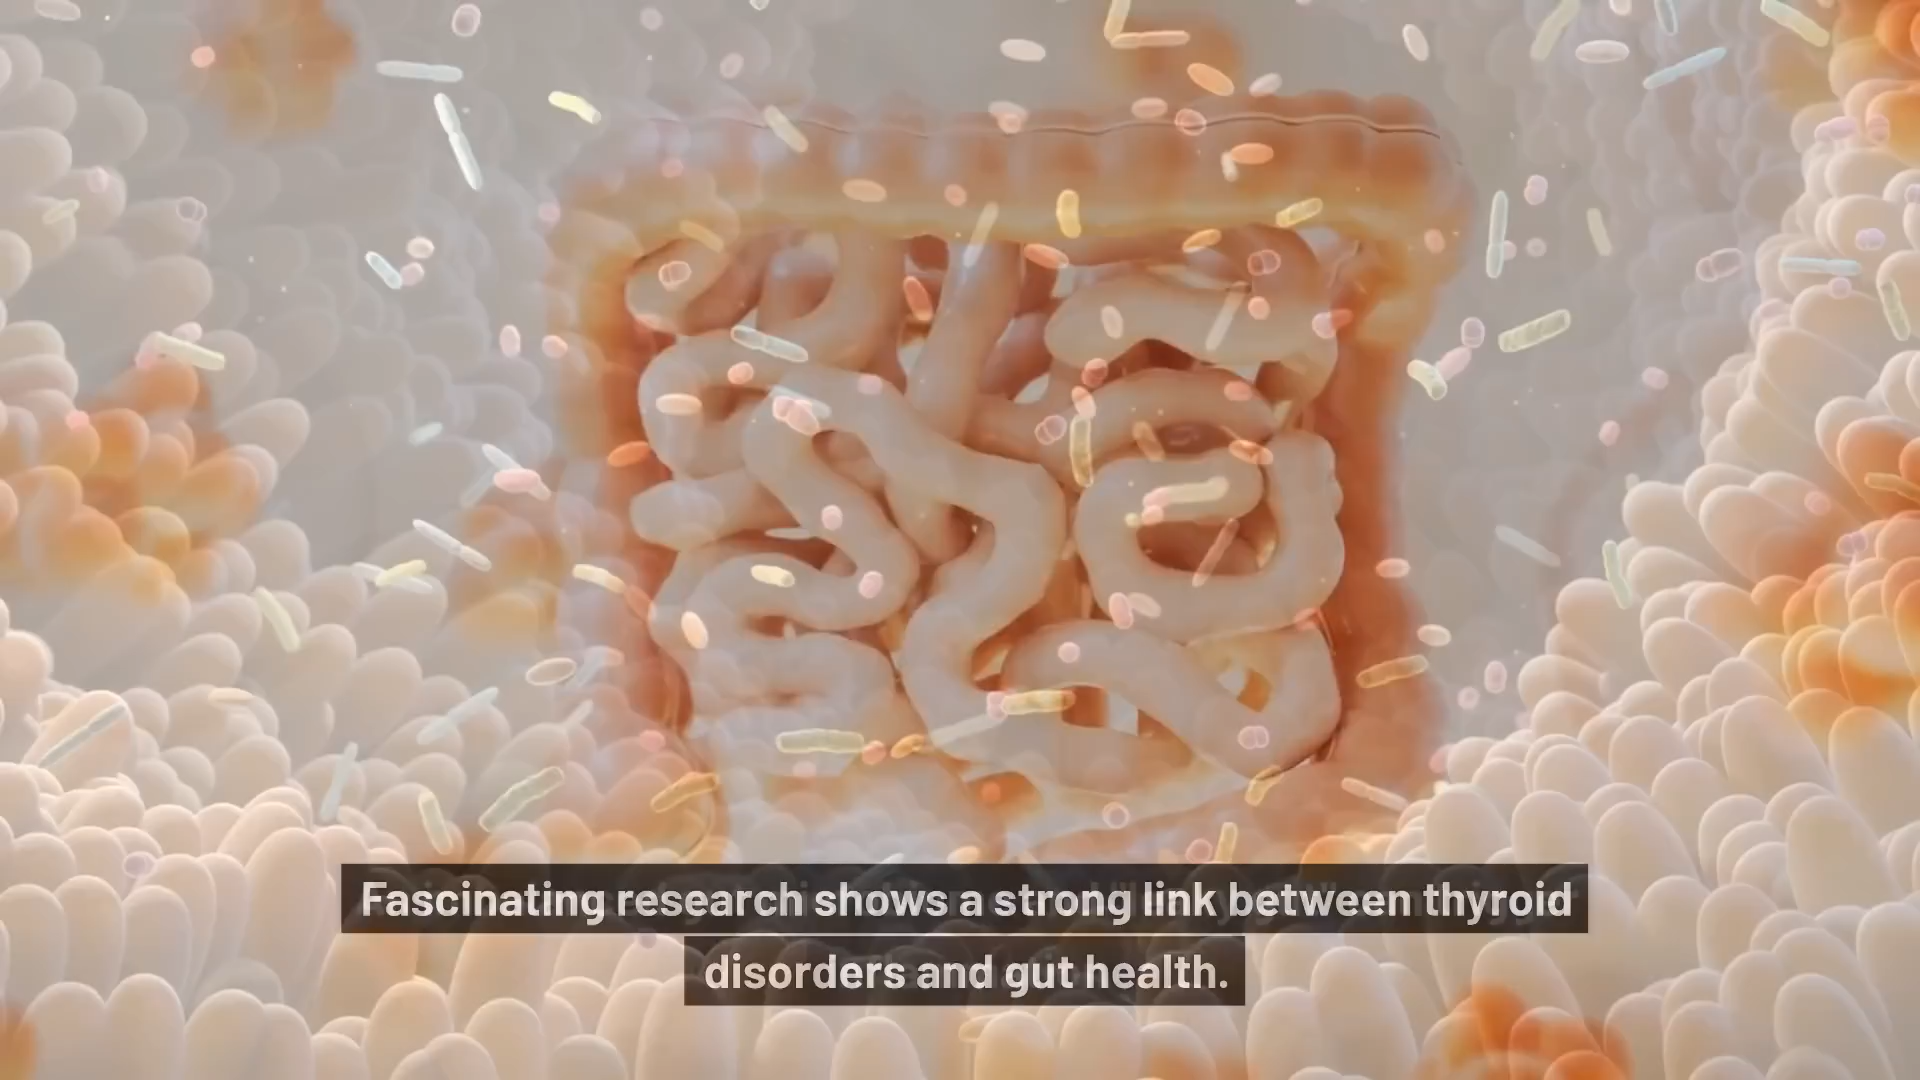 Fascinating research shows a strong link between thyroid
disorders and gut health.